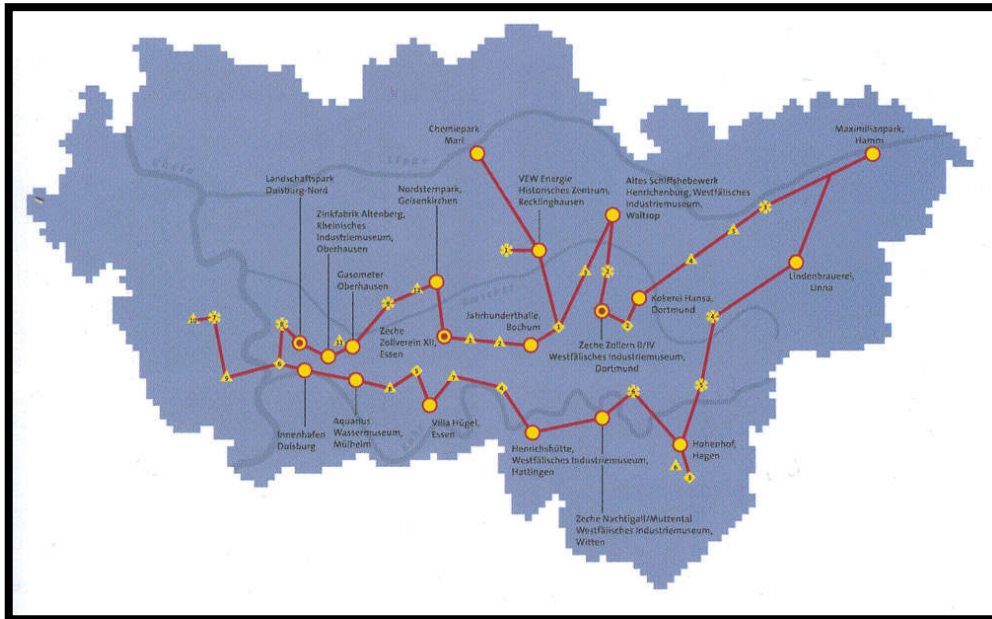 Chemiepark
Marl
Maximilianpark,
Hamm
Landschaftspark
Duisburg-Nord
Nordsternpark,
Gelsenkirchen
VEW Energie
Historisches Zentrum,
Recklinghausen
Altes Schiffshebewerk
Henrichenburg, Westfälisches
Industriemuseum,
Waltrop
Lippe
Zinkfabrik Altenberg,
Rheinisches
Industriemuseum,
Oberhausen
Gasometer
Oberhausen
Emscher
Lindenbrauerei,
Unna
Kokerei Hansa,
Dortmund
Jahrhunderthalle,
Bochum
Zeche
Zollverein XII,
Essen
Zeche Zollern II/IV
Westfälisches Industriemuseum,
Dortmund
Innenhafen
Duisburg
Aquarius
Wassermuseum,
Mülheim
Villa Hügel,
Essen
Henrichshütte,
Westfälisches Industriemuseum,
Hattingen
Hohenhof,
Hagen
Zeche Nachtigall/Muttental
Westfälisches Industriemuseum,
Witten